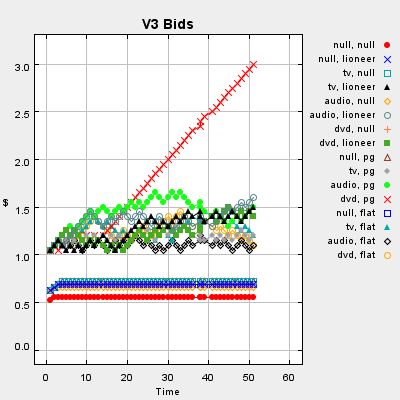 V3 Bids
$
3.0
2.5
2.0
1.5
1.0
0.5
0.0
0 10 20 30 40 50 60
Time
null, null
null, lioneer
tv, null
tv, lioneer
audio, null
audio, lioneer
dvd, null
dvd, lioneer
null, pg
tv, pg
audio, pg
dvd, pg
null, flat
tv, flat
audio, flat
dvd, flat